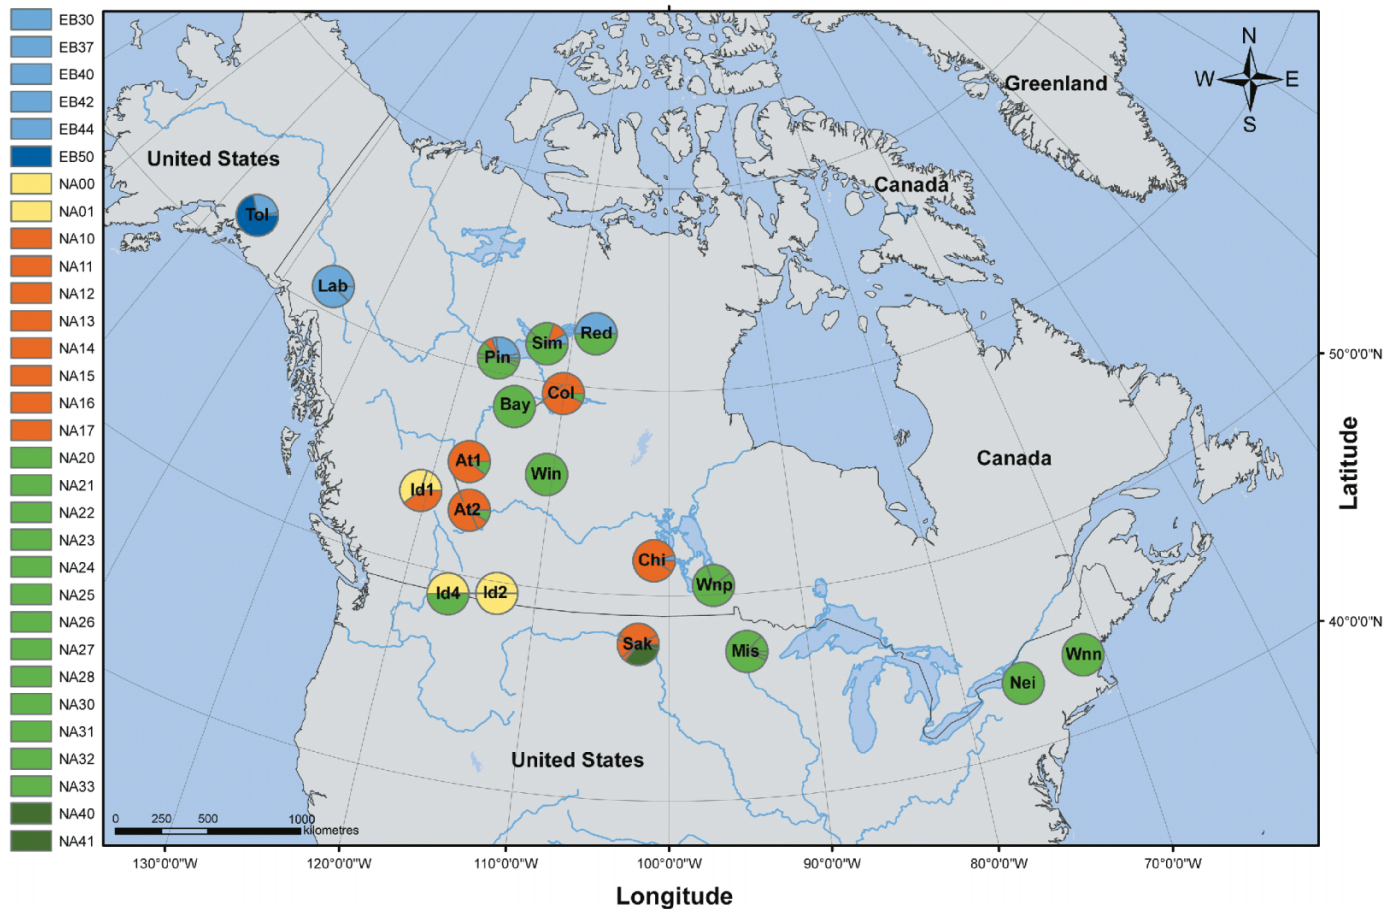 EB30
EB37
EB40
EB42
EB44
EB50
NA00
NA01
NA10
NA11
NA12
NA13
NA14
NA15
NA16
NA17
NA20
NA21
NA22
NA23
NA24
NA25
NA26
NA27
NA28
NA30
NA31
NA32
NA33
NA40
NA41
N
W E
S
Greenland
United States
Canada
Tol
Lab
Red
Sim
Pin
Col
Bay
At1
Win
Canada
Id1
At2
Chi
Wnp
Id4
Id2
Sak
Mis
Wnn
Nei
United States
0 250 500 1000
kilometres
50°0'0"N
40°0'0"N
Latitude
130°0'0"W 120°0'0"W 110°0'0"W 100°0'0"W 90°0'0"W 80°0'0"W 70°0'0"W
Longitude